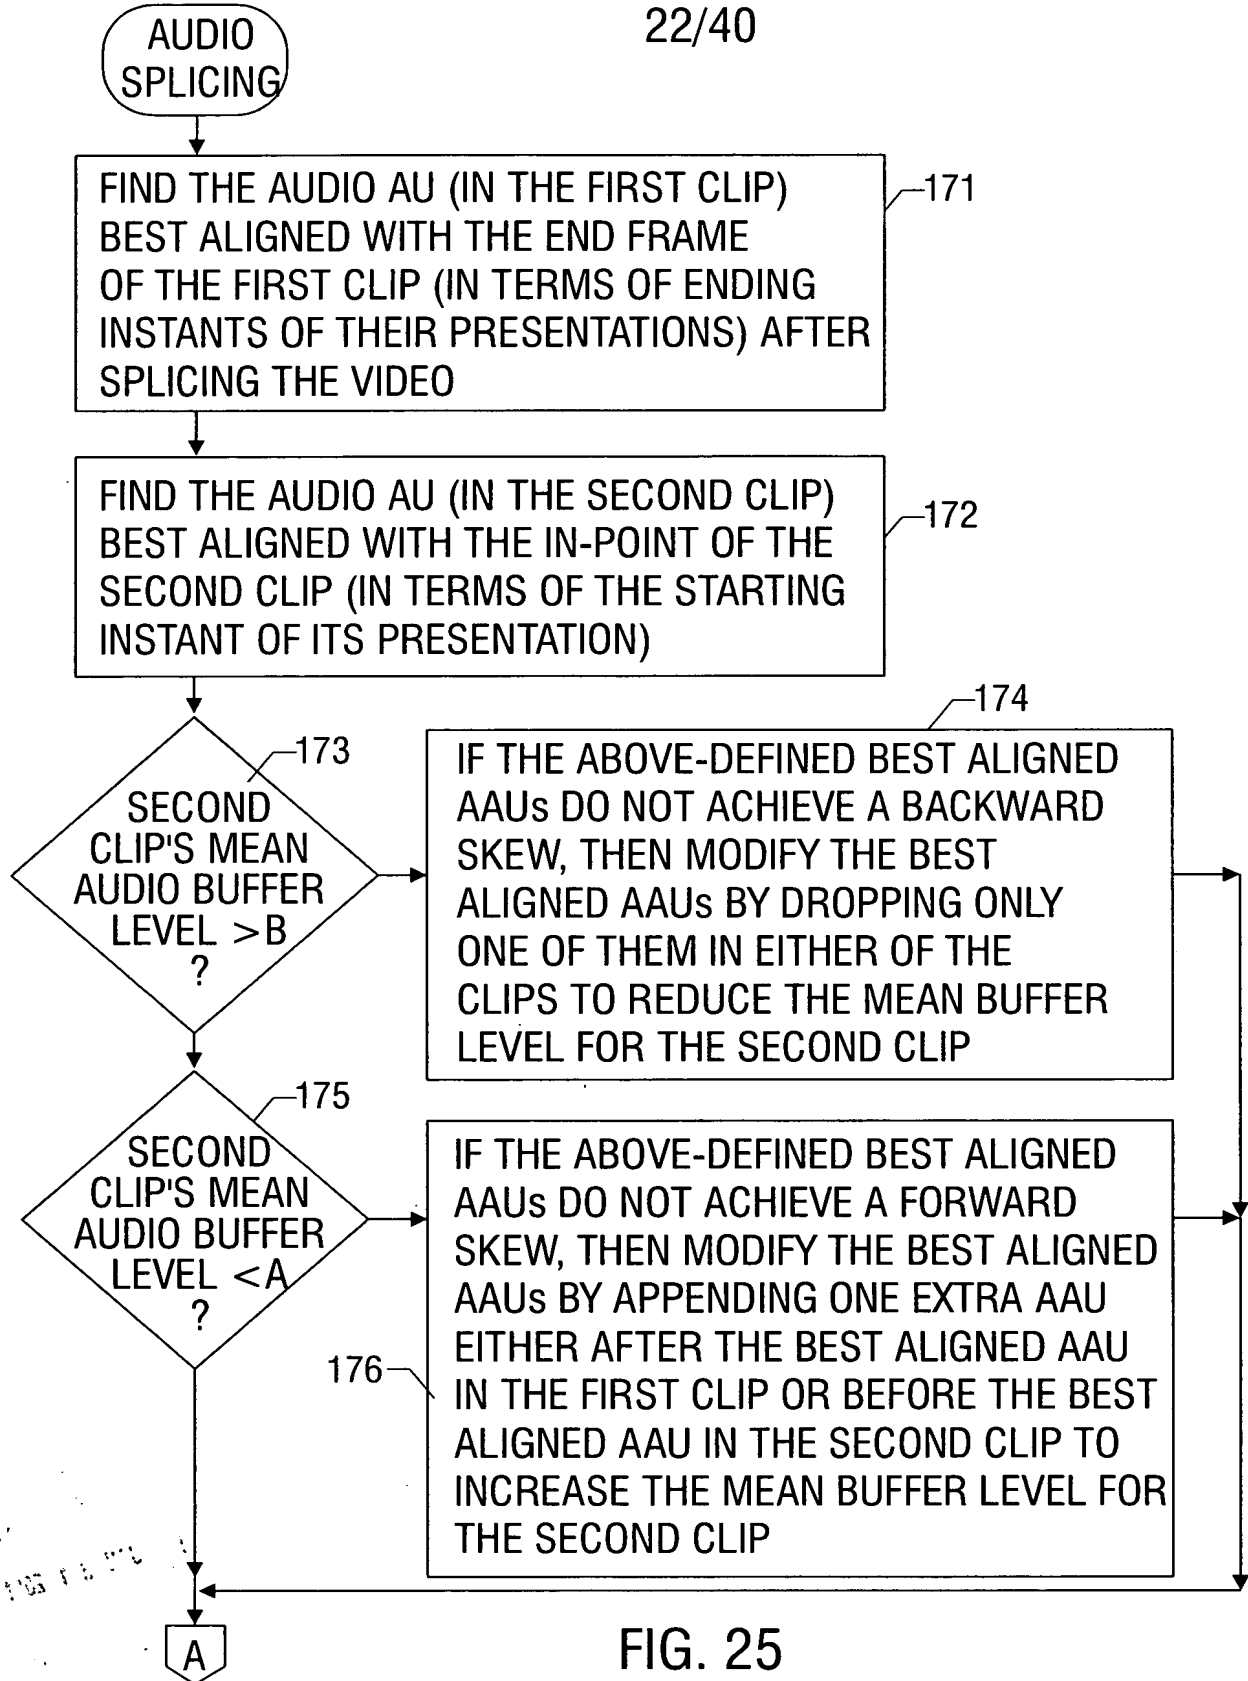 22/40
AUDIO
SPLICING
FIND THE AUDIO AU (IN THE FIRST CLIP)
BEST ALIGNED WITH THE END FRAME
OF THE FIRST CLIP (IN TERMS OF ENDING
INSTANTS OF THEIR PRESENTATIONS) AFTER
SPLICING THE VIDEO
171
FIND THE AUDIO AU (IN THE SECOND CLIP)
BEST ALIGNED WITH THE IN-POINT OF THE
SECOND CLIP (IN TERMS OF THE STARTING
INSTANT OF ITS PRESENTATION)
172
173
SECOND
CLIP'S MEAN
AUDIO BUFFER
LEVEL >B
?
174
IF THE ABOVE-DEFINED BEST ALIGNED
AAUs DO NOT ACHIEVE A BACKWARD
SKEW, THEN MODIFY THE BEST
ALIGNED AAUs BY DROPPING ONLY
ONE OF THEM IN EITHER OF THE
CLIPS TO REDUCE THE MEAN BUFFER
LEVEL FOR THE SECOND CLIP
175
SECOND
CLIP'S MEAN
AUDIO BUFFER
LEVEL <A
?
176
IF THE ABOVE-DEFINED BEST ALIGNED
AAUs DO NOT ACHIEVE A FORWARD
SKEW, THEN MODIFY THE BEST ALIGNED
AAUs BY APPENDING ONE EXTRA AAU
EITHER AFTER THE BEST ALIGNED AAU
IN THE FIRST CLIP OR BEFORE THE BEST
ALIGNED AAU IN THE SECOND CLIP TO
INCREASE THE MEAN BUFFER LEVEL FOR
THE SECOND CLIP
A
FIG. 25